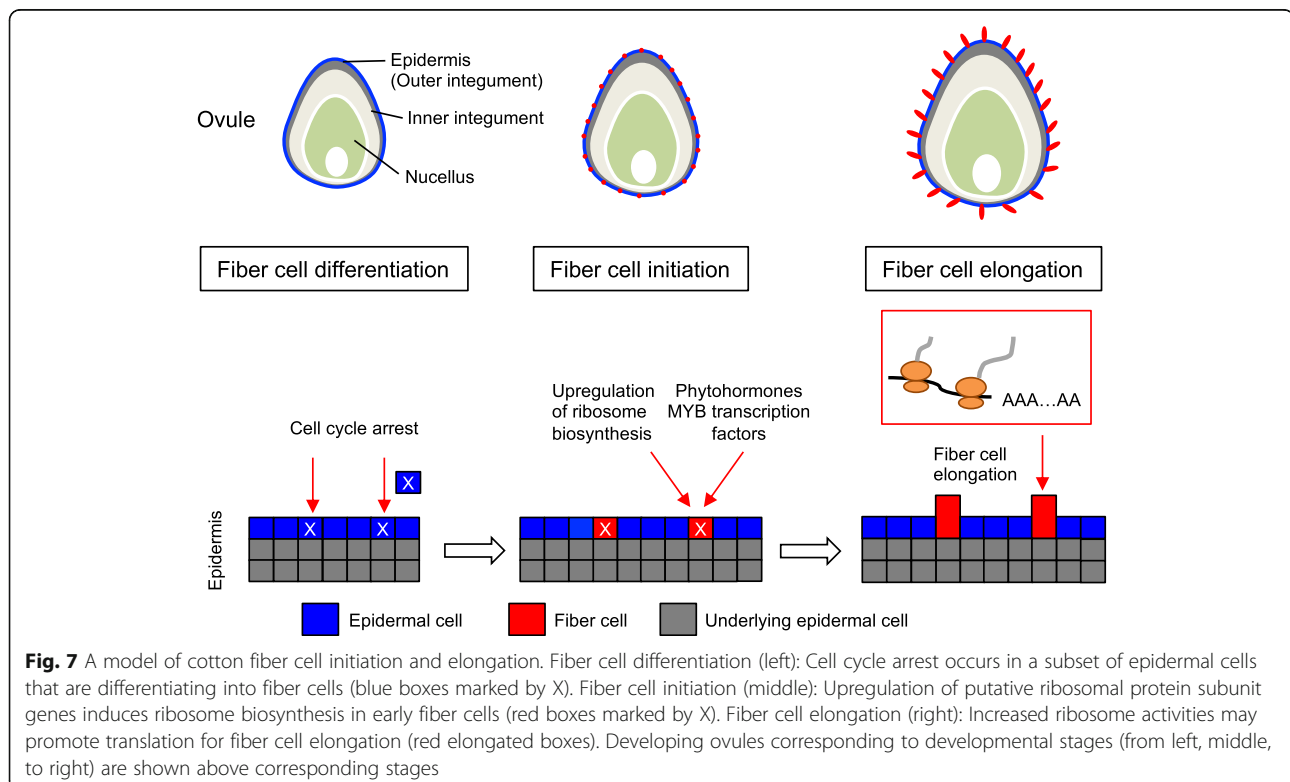 Ovule
Epidermis
(Outer integument)
Inner integument
Nucellus
Fiber cell differentiation
Fiber cell initiation
Fiber cell elongation
Cell cycle arrest
X
X
X
Epidermis
Upregulation
of ribosome
biosynthesis
Phytohormones
MYB transcription
factors
X
X
AAA...AA
Fiber cell
elongation
Epidermal cell
Fiber cell
Underlying epidermal cell
Fig. 7 A model of cotton fiber cell initiation and elongation. Fiber cell differentiation (left): Cell cycle arrest occurs in a subset of epidermal cells
that are differentiating into fiber cells (blue boxes marked by X). Fiber cell initiation (middle): Upregulation of putative ribosomal protein subunit
genes induces ribosome biosynthesis in early fiber cells (red boxes marked by X). Fiber cell elongation (right): Increased ribosome activities may
promote translation for fiber cell elongation (red elongated boxes). Developing ovules corresponding to developmental stages (from left, middle,
to right) are shown above corresponding stages